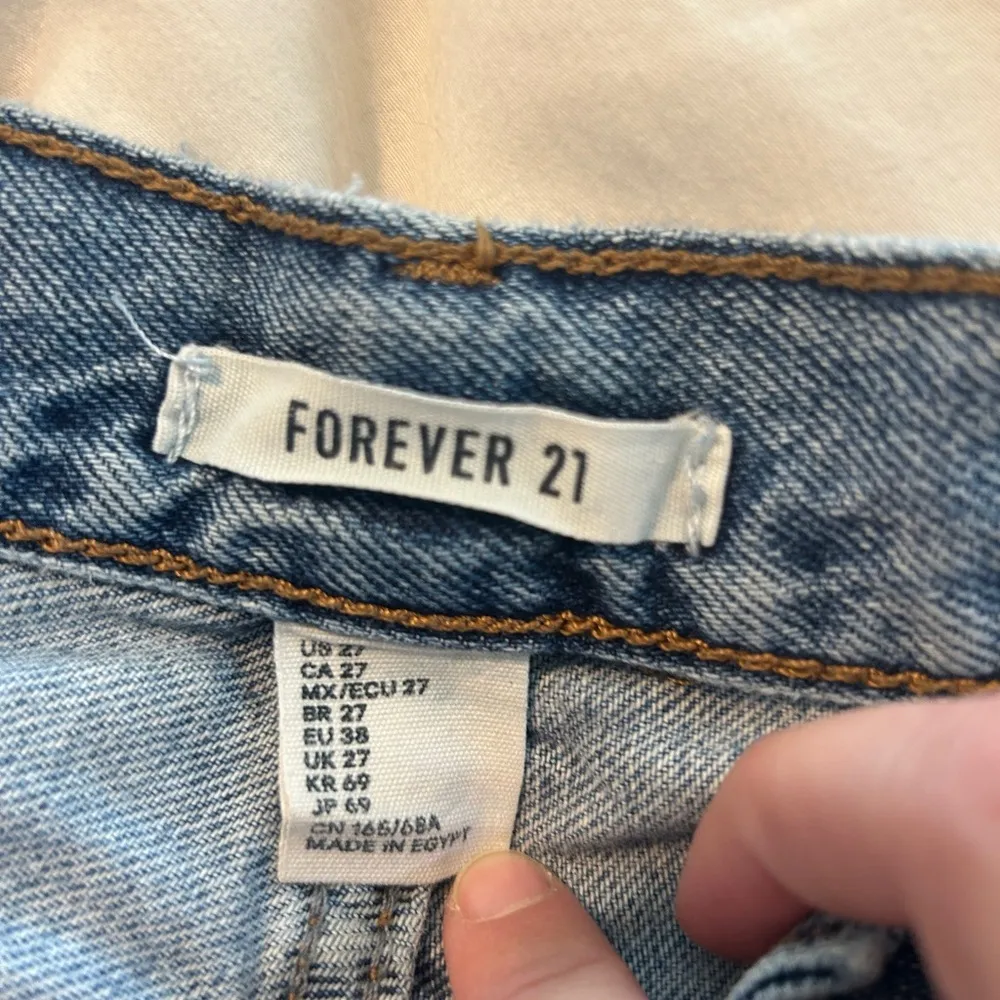 FOREVER 21
US 27
CA 27
MX/ECU 27
BR 27
EU 38
UK 27
KR 69
JP 69
CN 165/68A
MADE IN EGYPT